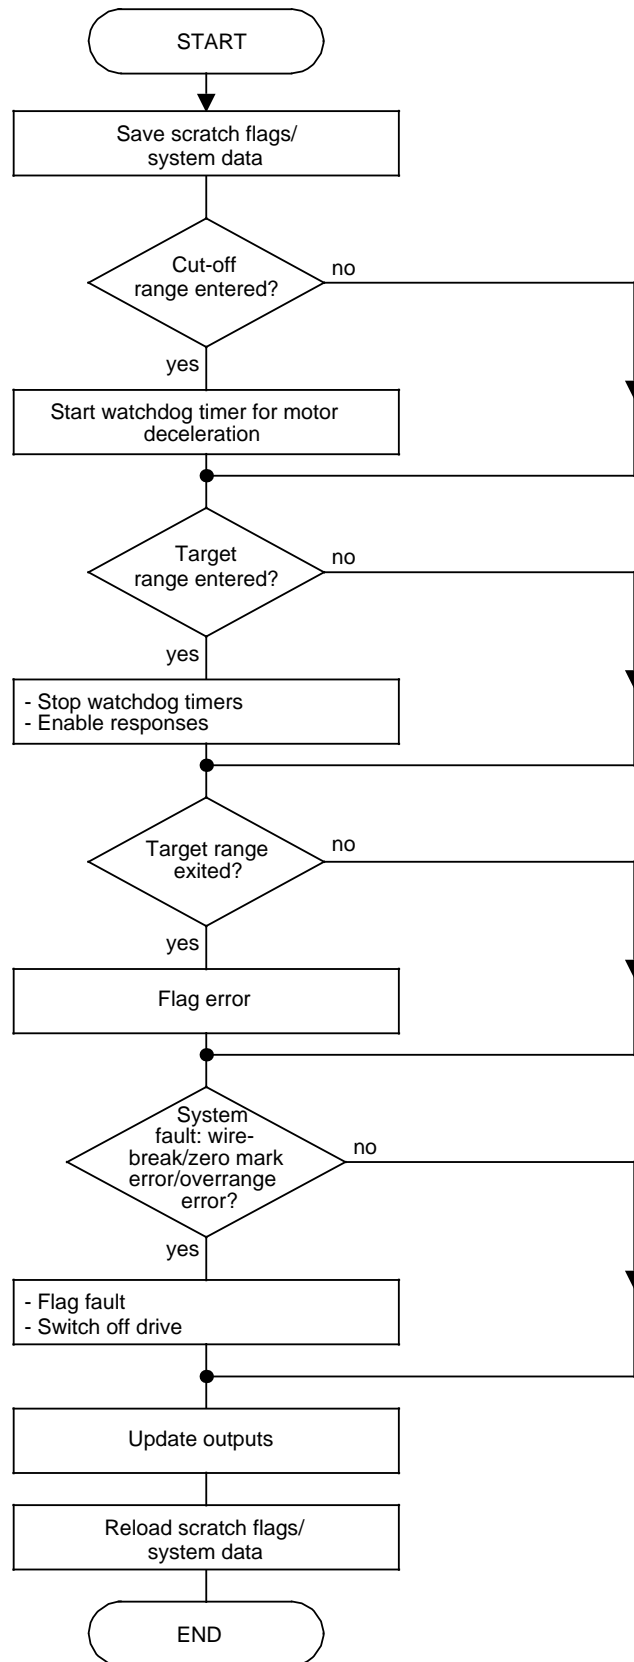 START
Save scratch flags/
system data
Cut-off
range entered?
no
yes
Start watchdog timer for motor
deceleration
Target
range entered?
no
yes
- Stop watchdog timers
- Enable responses
Target range
exited?
no
yes
Flag error
System
fault: wire-
break/zero mark
error/overrange
error?
no
yes
- Flag fault
- Switch off drive
Update outputs
Reload scratch flags/
system data
END